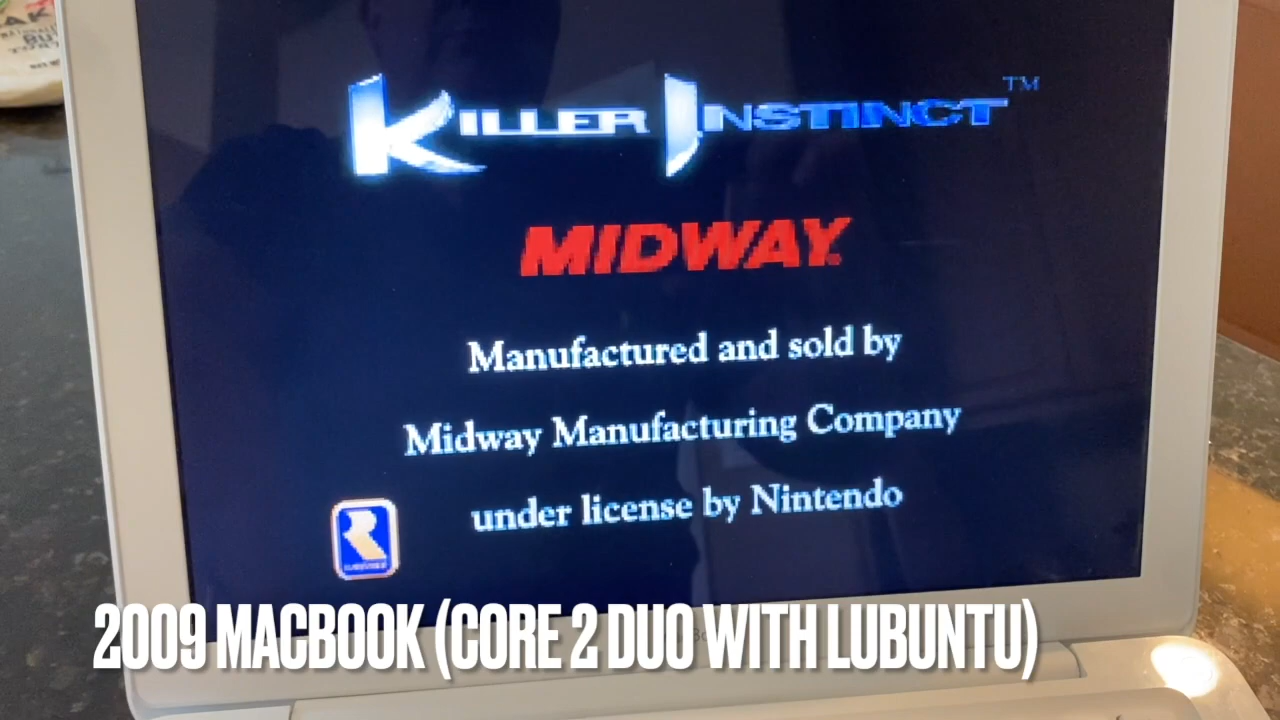 KILLER INSTINCT™
MIDWAY
Manufactured and sold by
Midway Manufacturing Company
under license by Nintendo
R
2009 MACBOOK (CORE 2 DUO WITH LUBUNTU)